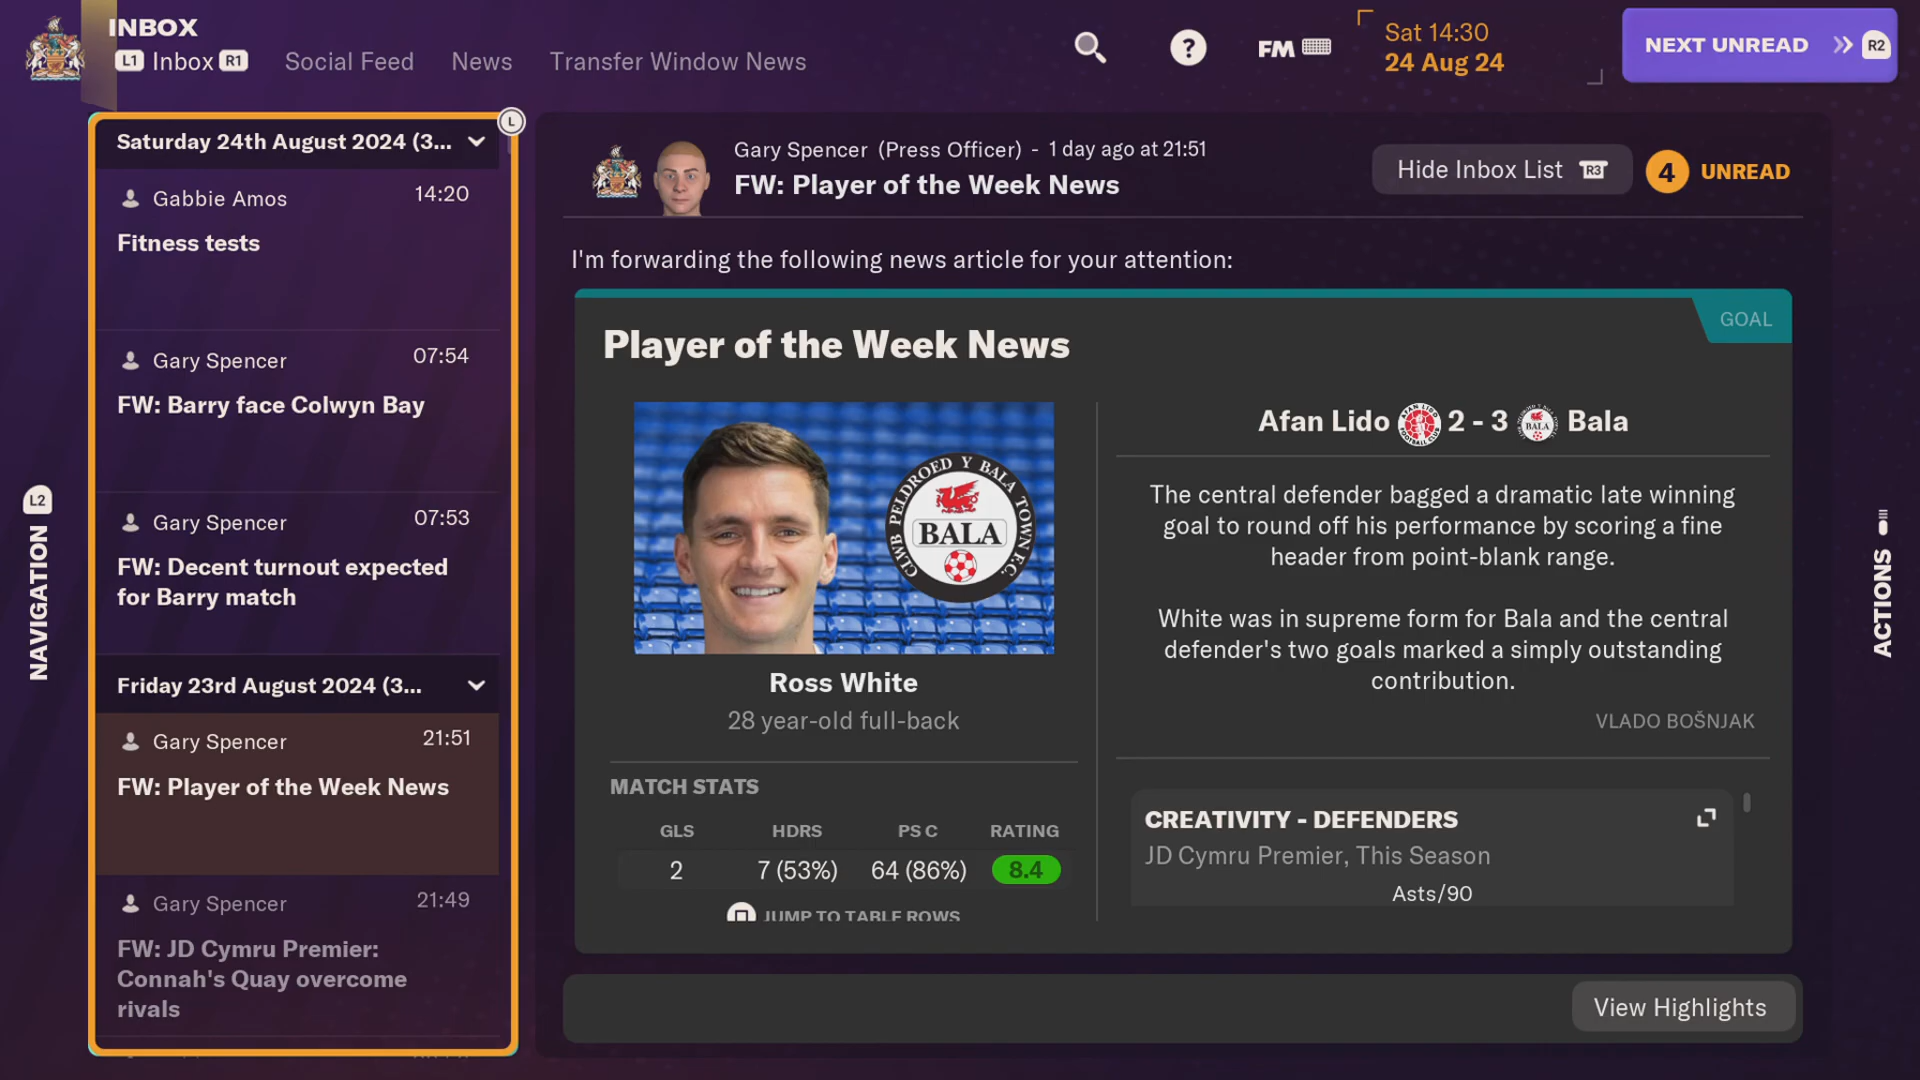 INBOX
L1 Inbox R1
Social Feed
News
Transfer Window News
?
FM
Sat 14:30
24 Aug 24
NEXT UNREAD R2
L
Saturday 24th August 2024 (3...
Gabbie Amos 14:20
Fitness tests
Gary Spencer 07:54
FW: Barry face Colwyn Bay
Gary Spencer 07:53
FW: Decent turnout expected
for Barry match
Friday 23rd August 2024 (3...
Gary Spencer 21:51
FW: Player of the Week News
Gary Spencer 21:49
FW: JD Cymru Premier:
Connah's Quay overcome
rivals
L2
NAVIGATION
Gary Spencer (Press Officer) - 1 day ago at 21:51
FW: Player of the Week News
Hide Inbox List R3
4 UNREAD
I'm forwarding the following news article for your attention:
GOAL
Player of the Week News
CLWB PELDROED Y BALA TOWN F.C.
BALA
Ross White
28 year-old full-back
MATCH STATS
GLS HDRS PS C RATING
2 7 (53%) 64 (86%) 8.4
JUMP TO TABLE ROWS
Afan Lido 2 - 3 Bala
AFAN LIDO
FOOTBALL CLUB
BALA
The central defender bagged a dramatic late winning
goal to round off his performance by scoring a fine
header from point-blank range.
White was in supreme form for Bala and the central
defender's two goals marked a simply outstanding
contribution.
VLADO BOŠNJAK
CREATIVITY - DEFENDERS
JD Cymru Premier, This Season
Asts/90
View Highlights
ACTIONS